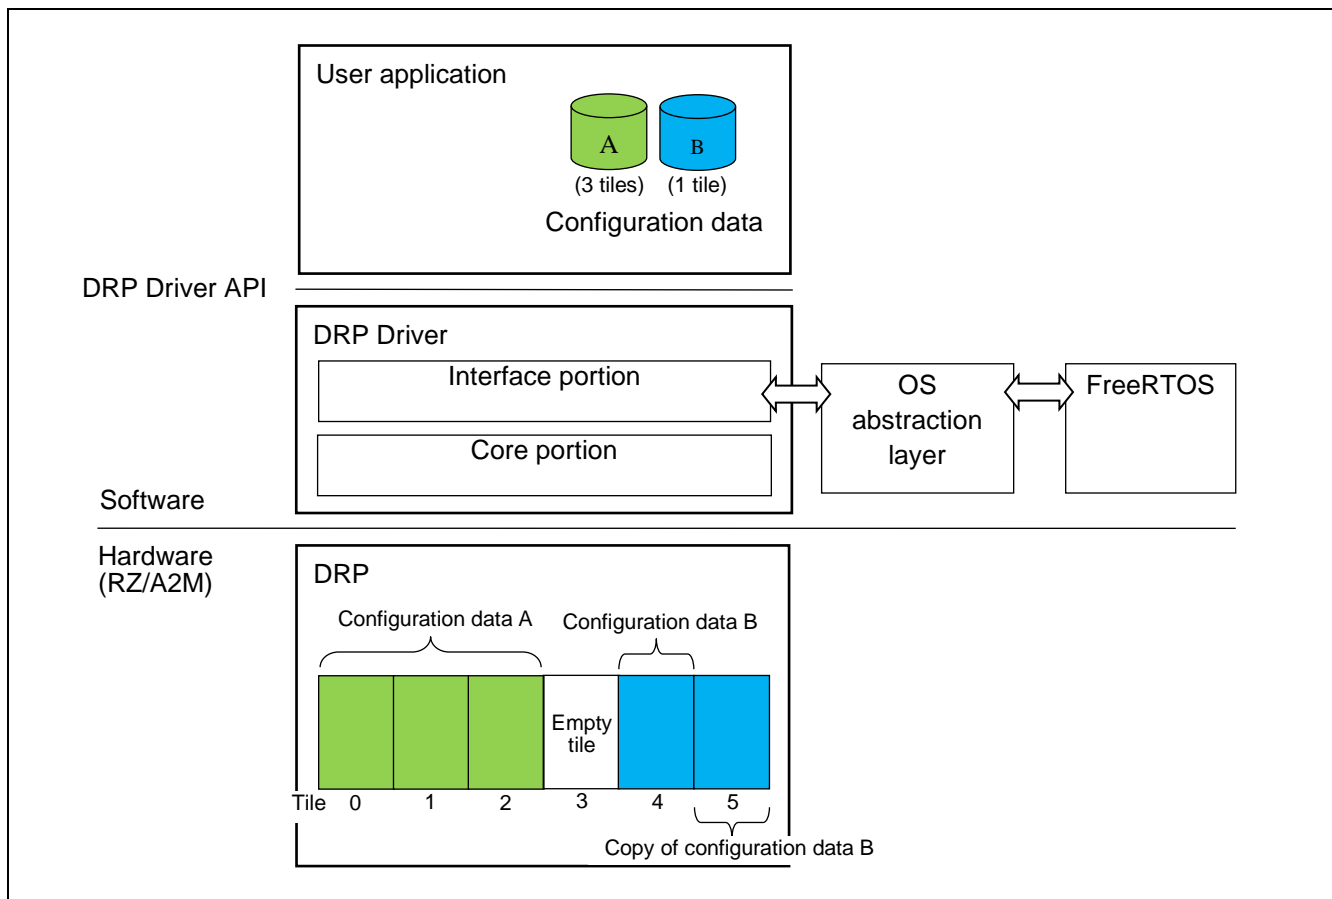 User application
A
B
(3 tiles)
(1 tile)
Configuration data
DRP Driver API
DRP Driver
Interface portion
Core portion
OS
abstraction
layer
FreeRTOS
Software
Hardware
(RZ/A2M)
DRP
Configuration data A
Configuration data B
Empty
tile
Tile 0 1 2 3 4 5
Copy of configuration data B